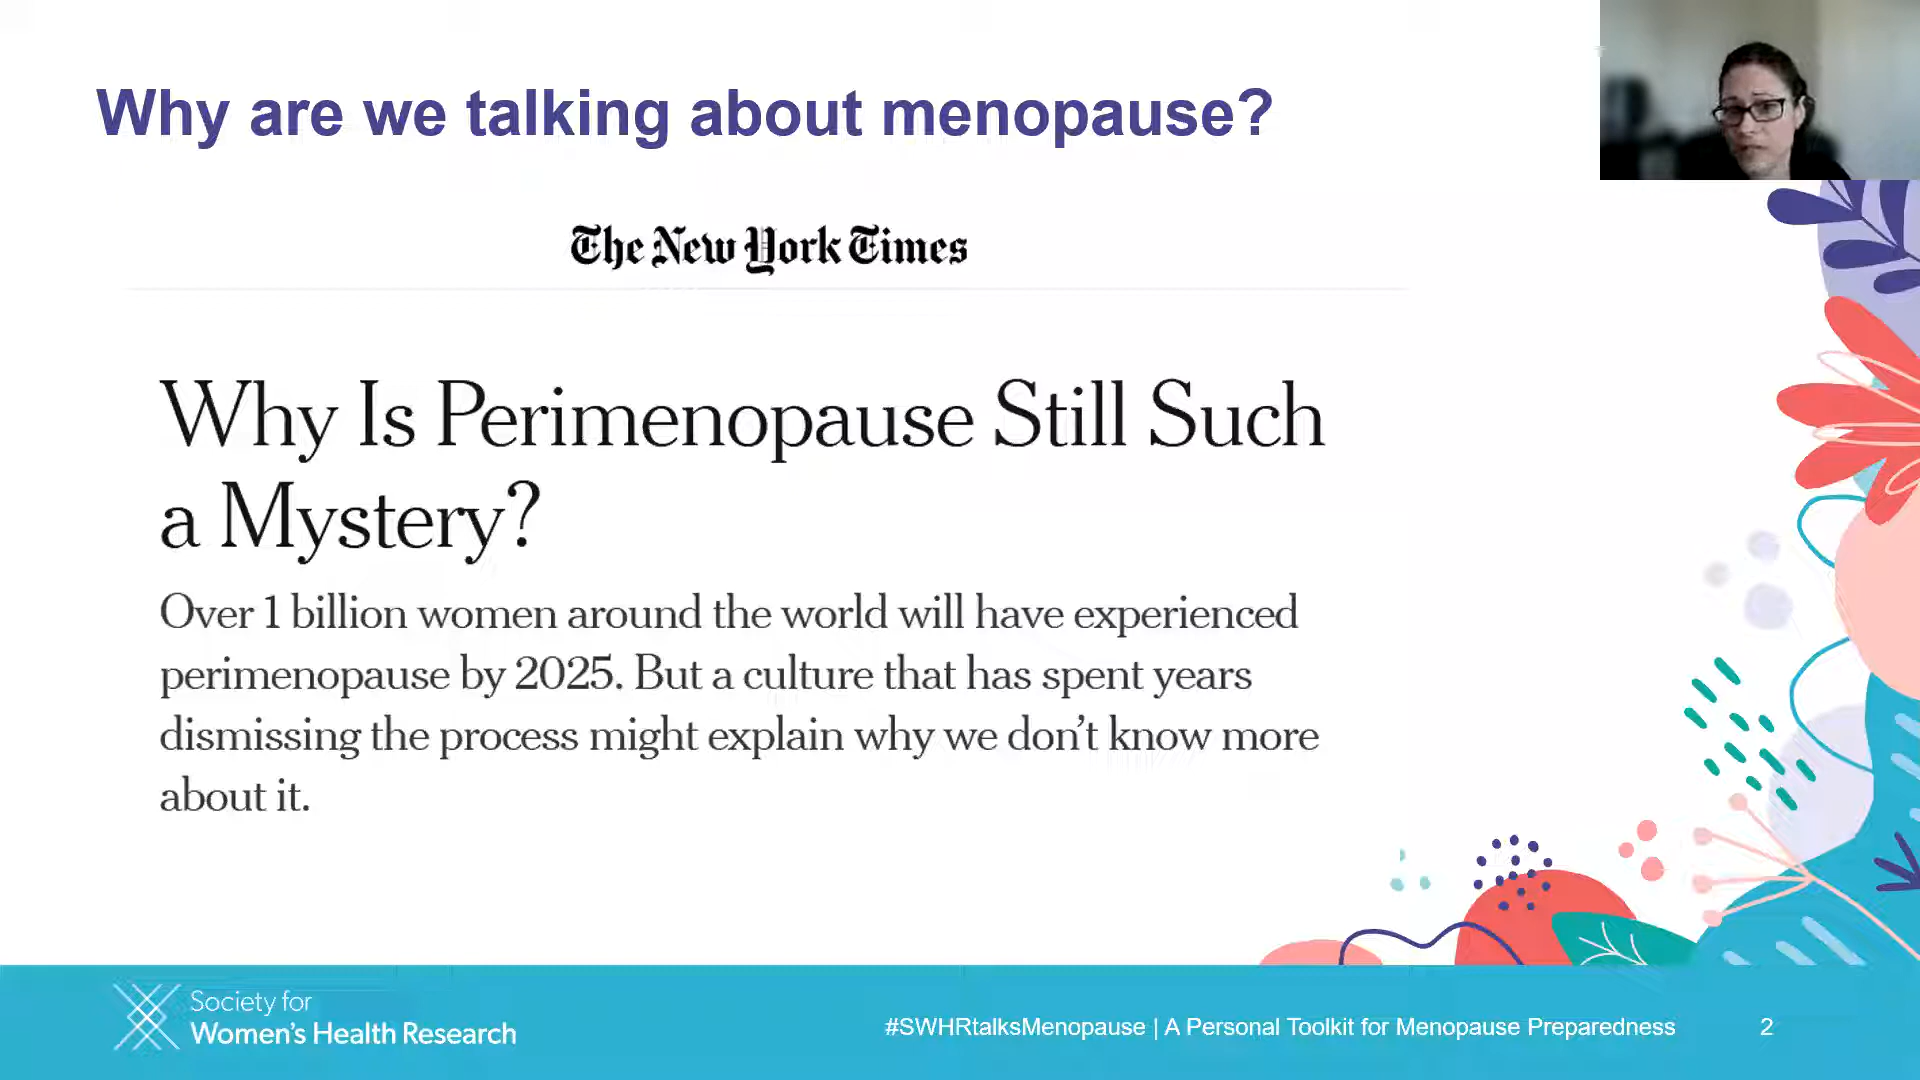 Why are we talking about menopause?
The New York Times
Why Is Perimenopause Still Such
a Mystery?
Over 1 billion women around the world will have experienced
perimenopause by 2025. But a culture that has spent years
dismissing the process might explain why we don’t know more
about it.
Society for
Women’s Health Research
#SWHRtalksMenopause | A Personal Toolkit for Menopause Preparedness
2